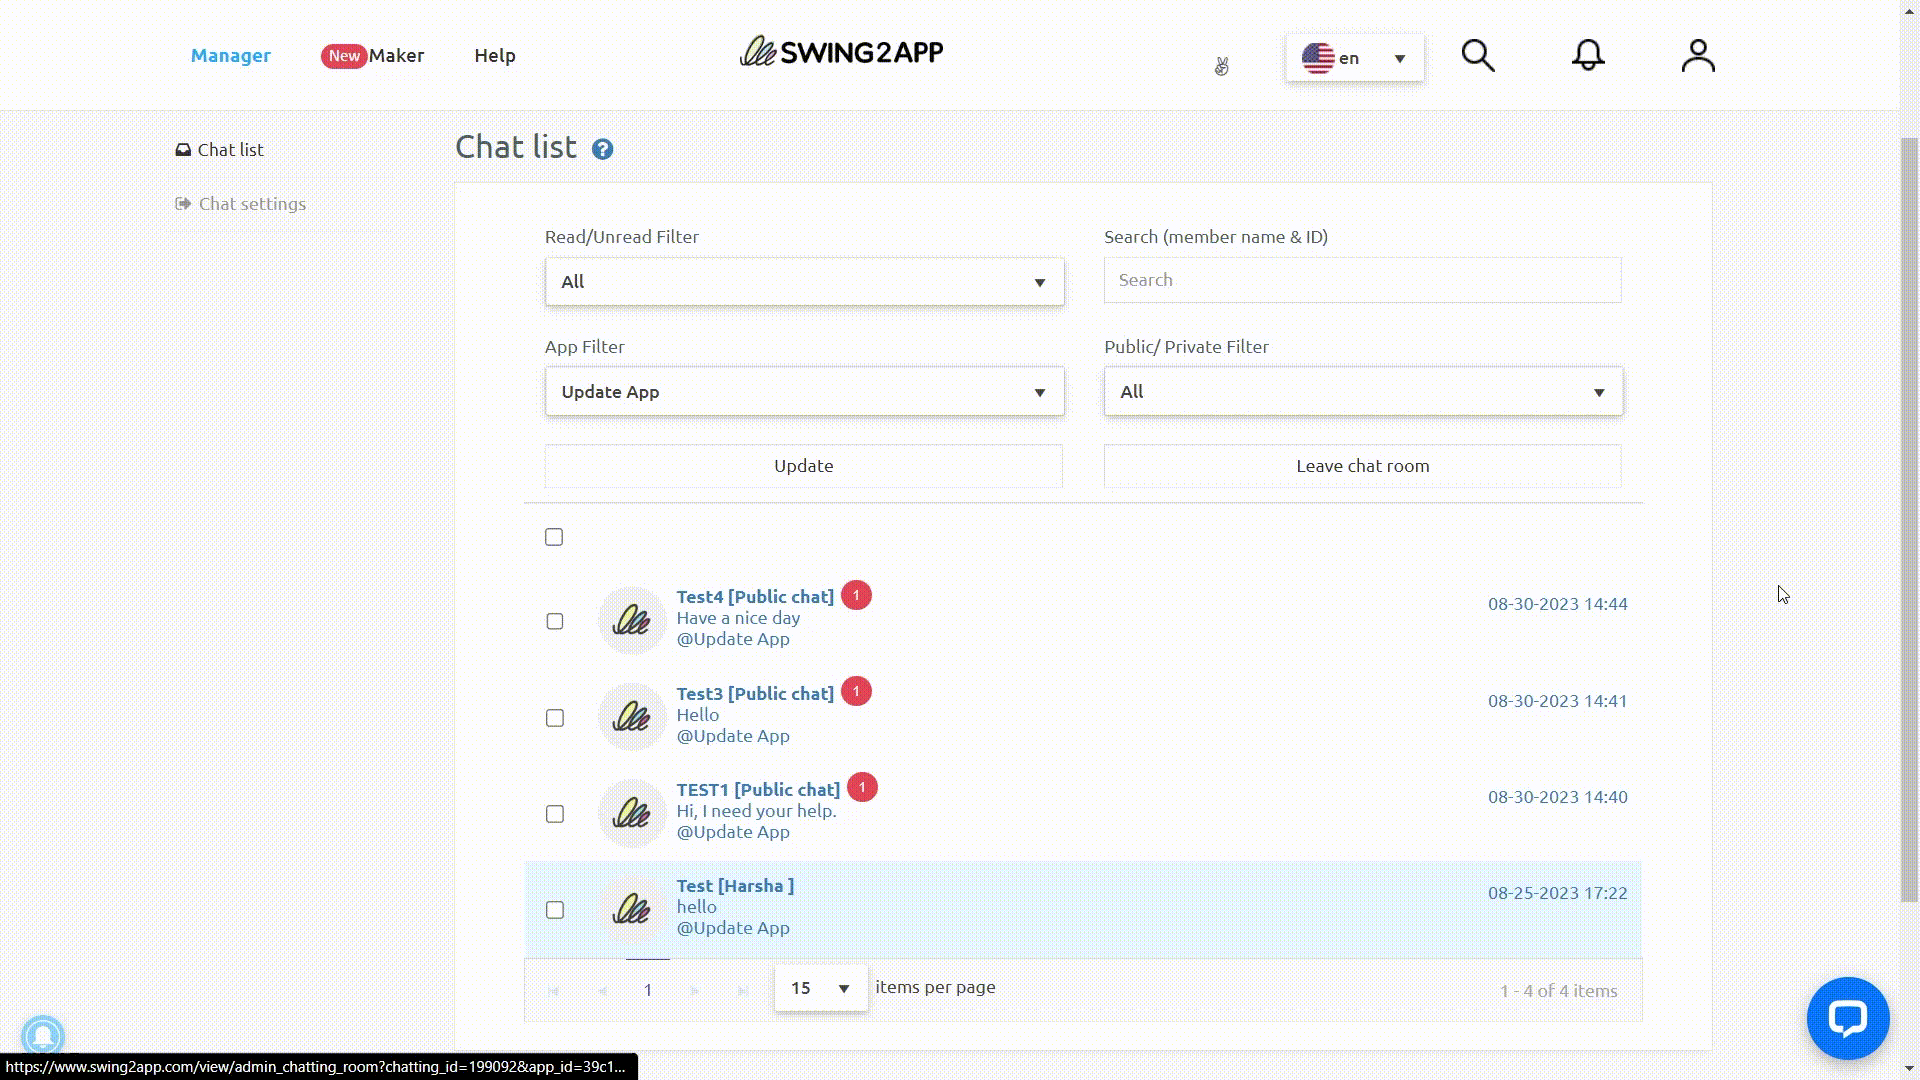 Manager
New Maker
Help
SWING2APP
en
Chat list
Chat settings
Chat list ?
Read/Unread Filter
Search (member name & ID)
All
Search
App Filter
Public/ Private Filter
Update App
All
Update
Leave chat room
Test4 [Public chat] 1
Have a nice day
@Update App
08-30-2023 14:44
Test3 [Public chat] 1
Hello
@Update App
08-30-2023 14:41
TEST1 [Public chat] 1
Hi, I need your help.
@Update App
08-30-2023 14:40
Test [Harsha ]
hello
@Update App
08-25-2023 17:22
1
15
items per page
1 - 4 of 4 items
https://www.swing2app.com/view/admin_chatting_room?chatting_id=199092&app_id=39c1...